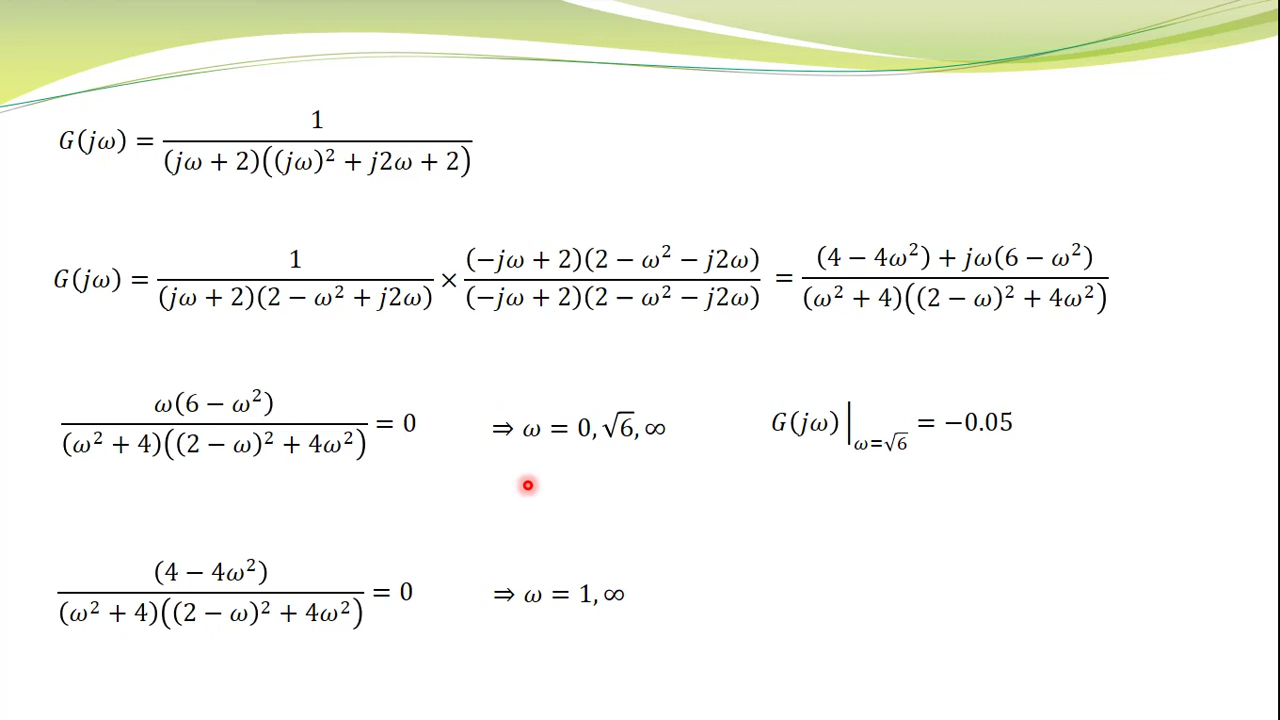 G(jω) = 1 / ((jω + 2)((jω)² + j2ω + 2))
G(jω) = 1 / ((jω + 2)(2 − ω² + j2ω)) × ((−jω + 2)(2 − ω² − j2ω)) / ((−jω + 2)(2 − ω² − j2ω)) = ((4 − 4ω²) + jω(6 − ω²)) / ((ω² + 4)((2 − ω)² + 4ω²))
ω(6 − ω²) / ((ω² + 4)((2 − ω)² + 4ω²)) = 0 ⇒ ω = 0, √6, ∞ G(jω)|ω=√6 = −0.05
(4 − 4ω²) / ((ω² + 4)((2 − ω)² + 4ω²)) = 0 ⇒ ω = 1, ∞